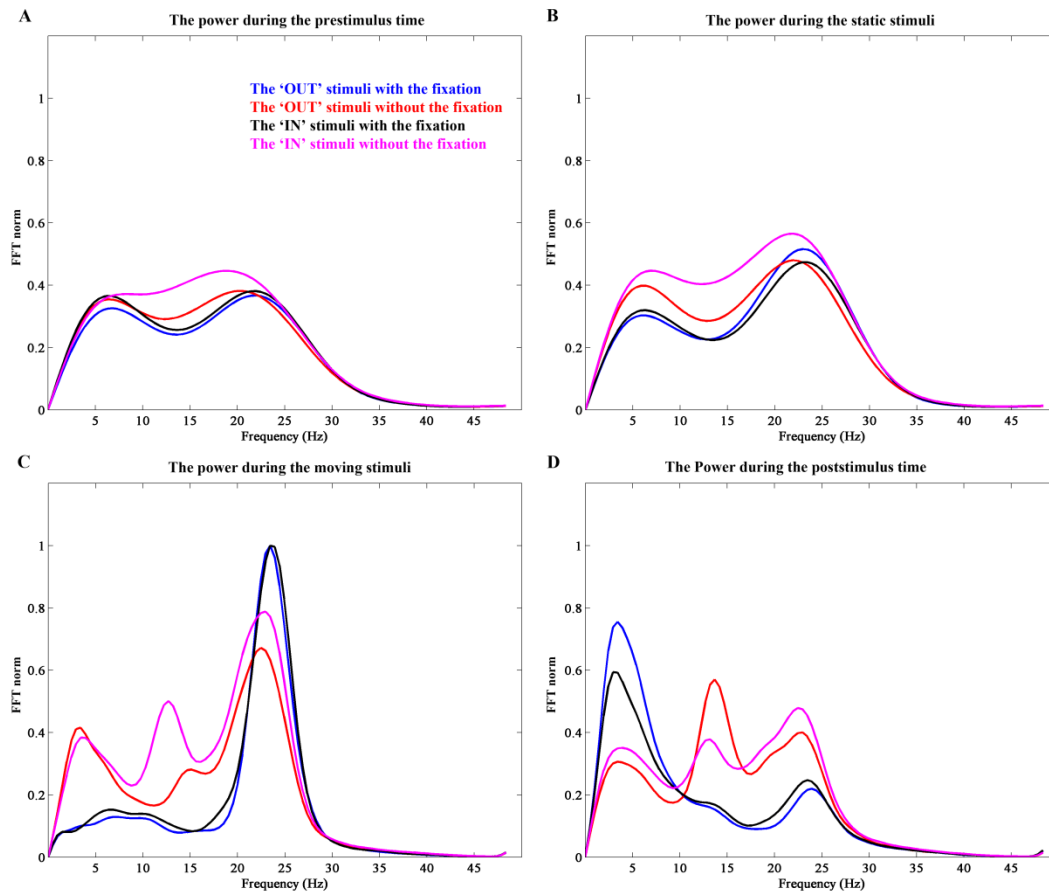 A
The power during the prestimulus time
1
0.8
0.6
0.4
0.2
0
FFT norm
The ‘OUT’ stimuli with the fixation
The ‘OUT’ stimuli without the fixation
The ‘IN’ stimuli with the fixation
The ‘IN’ stimuli without the fixation
5 10 15 20 25 30 35 40 45
Frequency (Hz)
B
The power during the static stimuli
1
0.8
0.6
0.4
0.2
0
FFT norm
5 10 15 20 25 30 35 40 45
Frequency (Hz)
C
The power during the moving stimuli
1
0.8
0.6
0.4
0.2
0
FFT norm
5 10 15 20 25 30 35 40 45
Frequency (Hz)
D
The Power during the poststimulus time
1
0.8
0.6
0.4
0.2
0
FFT norm
5 10 15 20 25 30 35 40 45
Frequency (Hz)